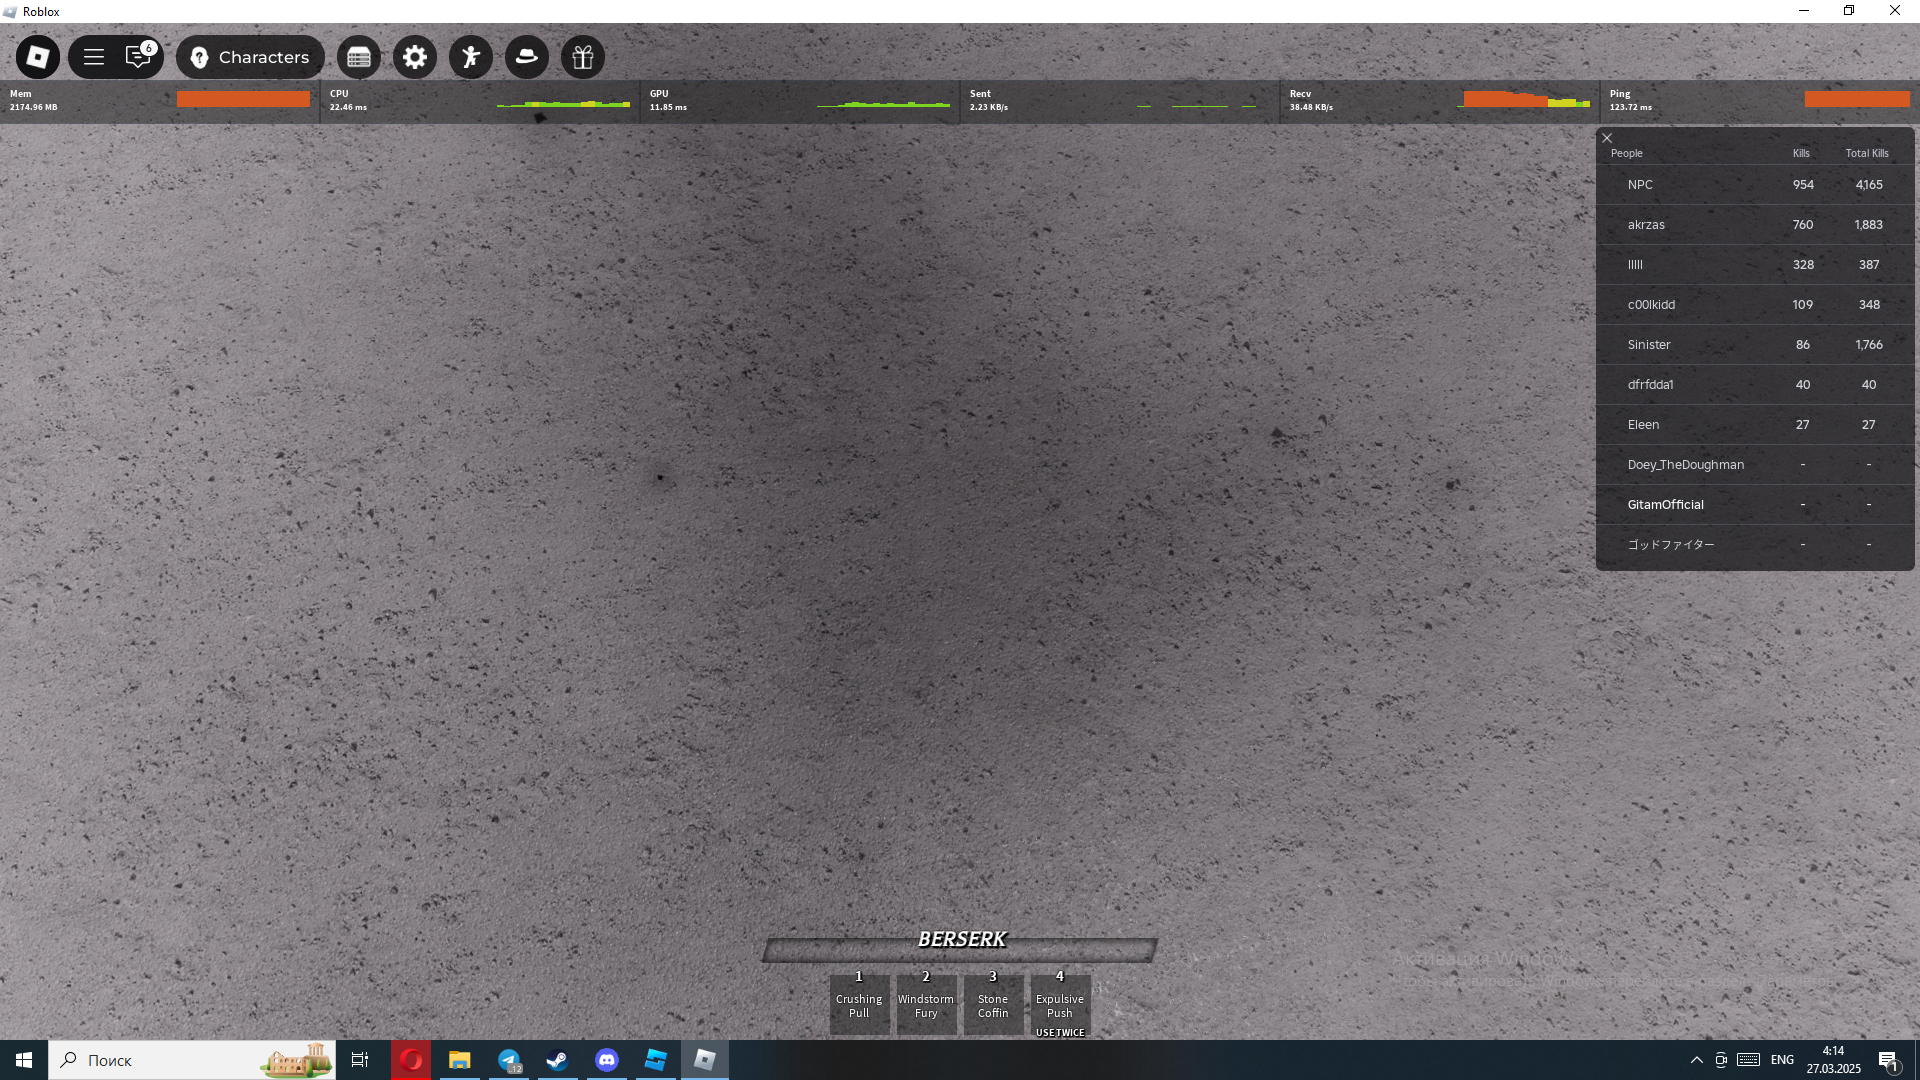 Roblox
6
Characters
Mem
2174.96 MB
CPU
22.46 ms
GPU
11.85 ms
Sent
2.23 KB/s
Recv
38.48 KB/s
Ping
123.72 ms
People Kills Total Kills
NPC 954 4,165
akrzas 760 1,883
lllll 328 387
c00lkidd 109 348
Sinister 86 1,766
dfrfdda1 40 40
Eleen 27 27
Doey_TheDoughman - -
GitamOfficial - -
ゴッドファイター - -
BERSERK
1 2 3 4
Crushing Pull
Windstorm Fury
Stone Coffin
Expulsive Push
USE TWICE
Активация Windows
Поиск
12
ENG
4:14
27.03.2025
1